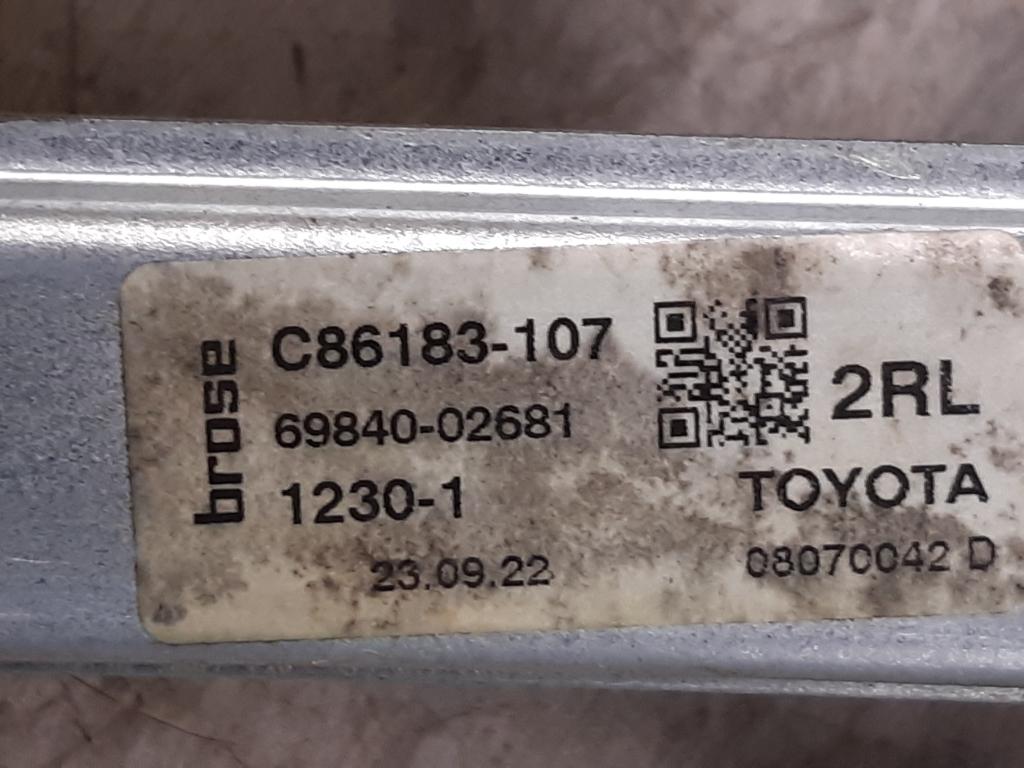 brose
C86183-107
69840-02681
1230-1
23.09.22
2RL
TOYOTA
08070042 D